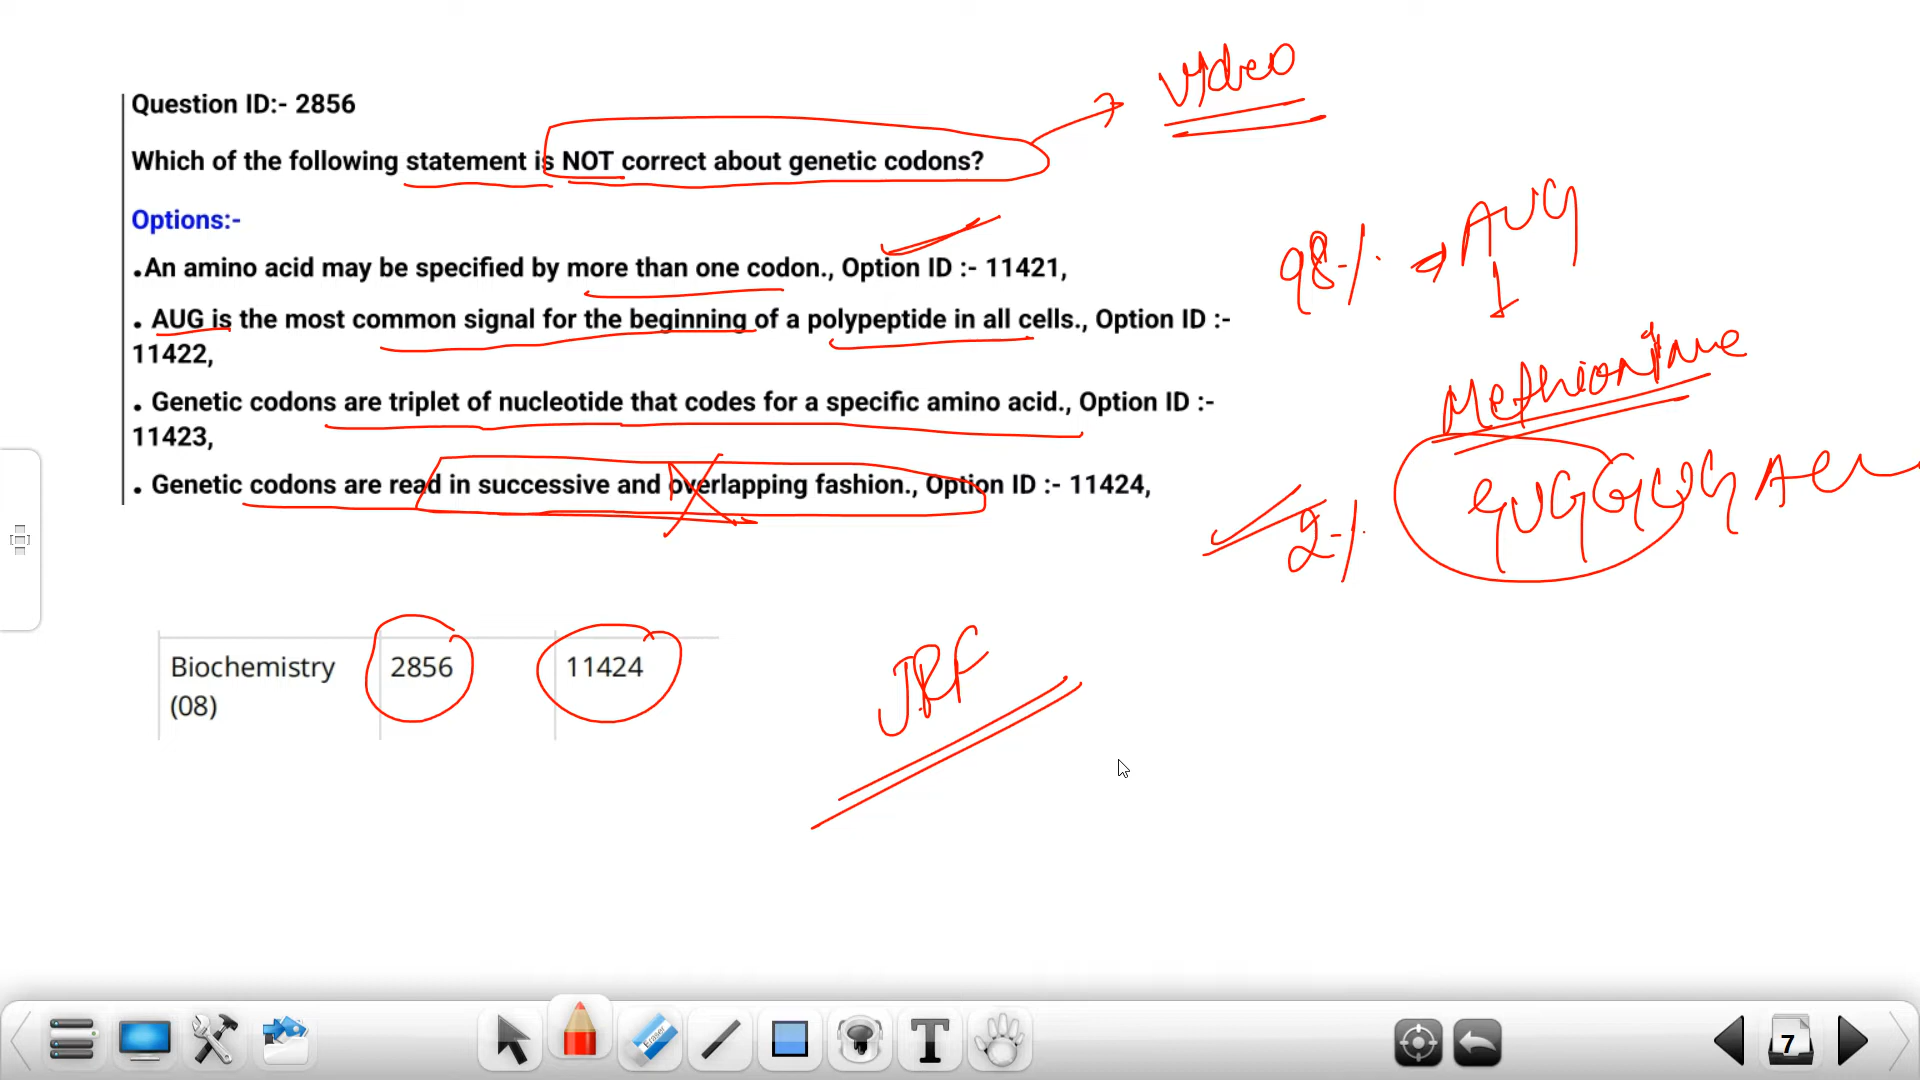 Video
Question ID:- 2856
Which of the following statement is NOT correct about genetic codons?
Options:-
98% → AUG
.An amino acid may be specified by more than one codon., Option ID :- 11421,
. AUG is the most common signal for the beginning of a polypeptide in all cells., Option ID :-
11422,
Methionine
. Genetic codons are triplet of nucleotide that codes for a specific amino acid., Option ID :-
11423,
. Genetic codons are read in successive and overlapping fashion., Option ID :- 11424,
2% GUG
Biochemistry 2856 11424
(08)
JRF
Eraser
T
7